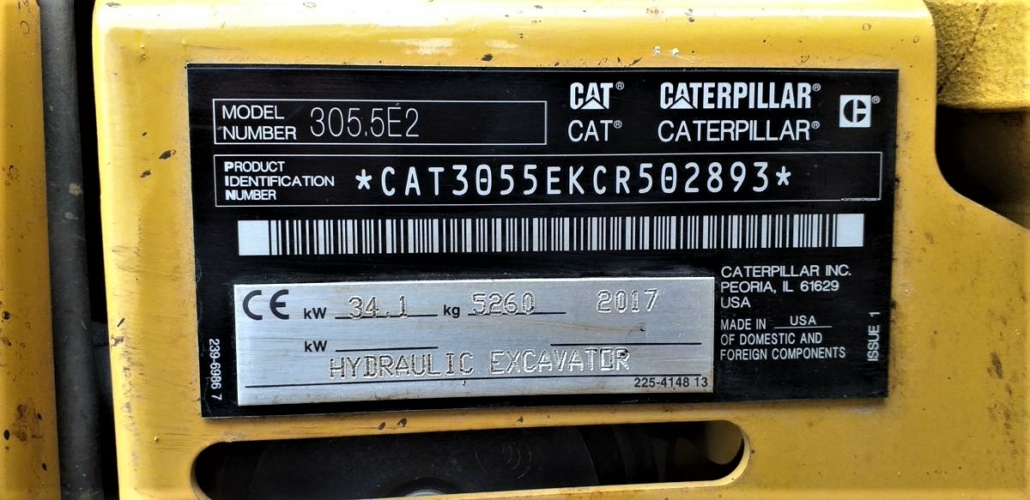 CAT® CATERPILLAR®
MODEL NUMBER 305.5E2
CAT® CATERPILLAR®
PRODUCT IDENTIFICATION NUMBER *CAT3055EKCR502893*
CATERPILLAR INC.
PEORIA, IL 61629
USA
MADE IN USA
OF DOMESTIC AND
FOREIGN COMPONENTS
ISSUE 1
CE kW 34.1 kg 5260 2017
kW
HYDRAULIC EXCAVATOR
225-4148 13
239-6986 7